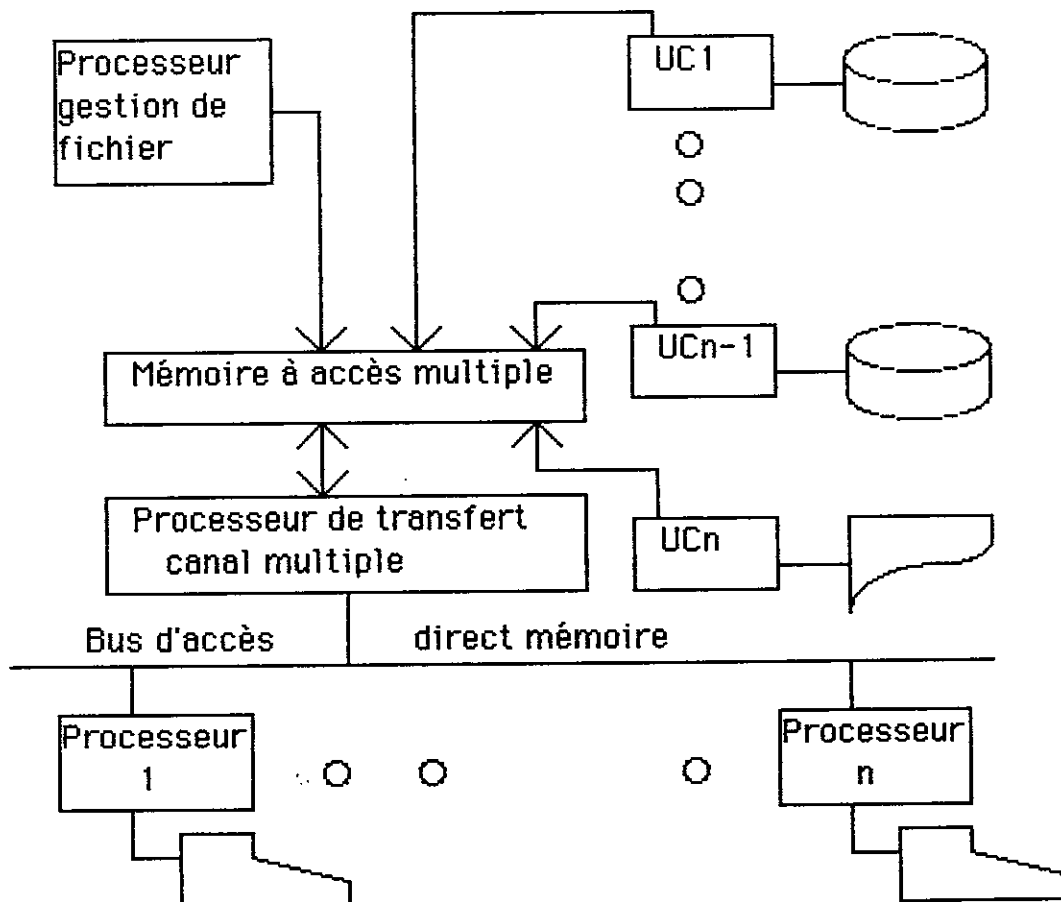 Processeur
gestion de
fichier
UC1
UCn-1
Mémoire à accès multiple
Processeur de transfert
canal multiple
UCn
Bus d'accès direct mémoire
Processeur
1
Processeur
n